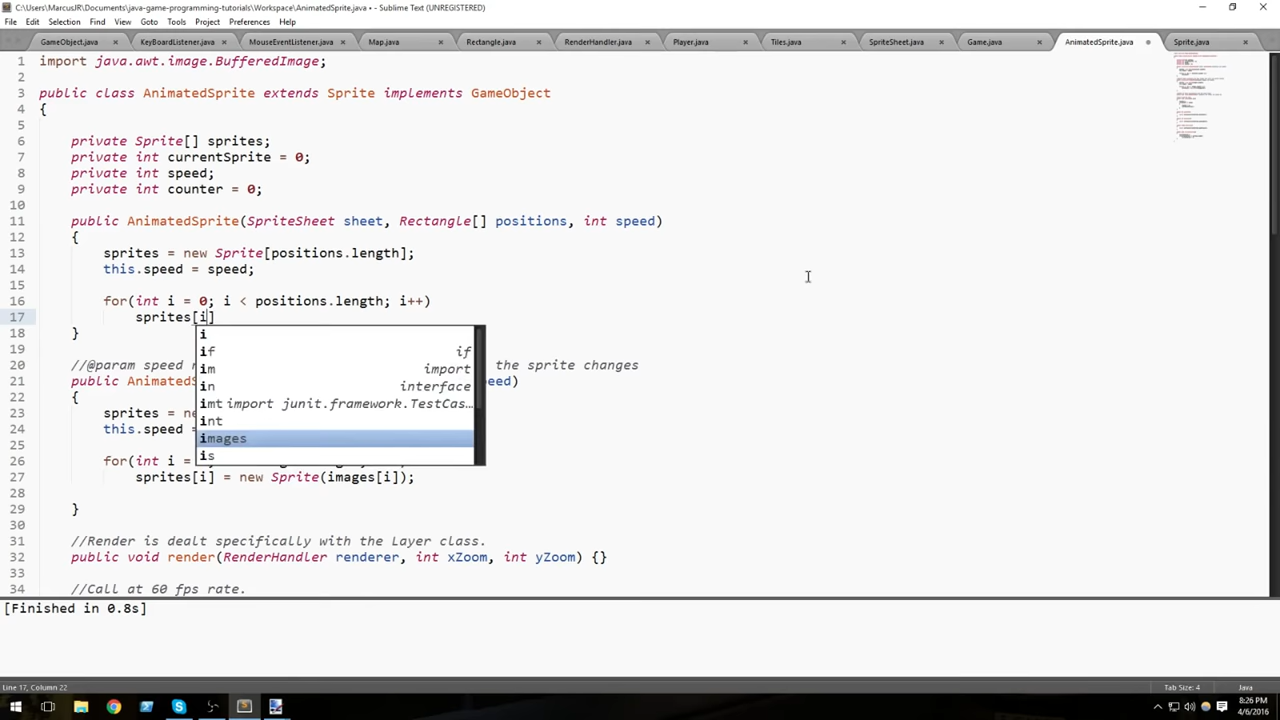 C:\Users\MarcusJR\Documents\java-game-programming-tutorials\Workspace\AnimatedSprite.java • - Sublime Text (UNREGISTERED)
File Edit Selection Find View Goto Tools Project Preferences Help
GameObject.java KeyBoardListener.java MouseEventListener.java Map.java Rectangle.java RenderHandler.java Player.java Tiles.java SpriteSheet.java Game.java AnimatedSprite.java Sprite.java
1 import java.awt.image.BufferedImage;
2
3 public class AnimatedSprite extends Sprite implements GameObject
4 {
5
6 private Sprite[] sprites;
7 private int currentSprite = 0;
8 private int speed;
9 private int counter = 0;
10
11 public AnimatedSprite(SpriteSheet sheet, Rectangle[] positions, int speed)
12 {
13 sprites = new Sprite[positions.length];
14 this.speed = speed;
15
16 for(int i = 0; i < positions.length; i++)
17 sprites[i]
18 }
i
19
if if
20 //@param speed the sprite changes
im import
21 public AnimatedS eed)
in interface
22 {
imt import junit.framework.TestCas…
23 sprites = ne
int
24 this.speed =
images
25
is
26 for(int i =
27 sprites[i] = new Sprite(images[i]);
28
29 }
30
31 //Render is dealt specifically with the Layer class.
32 public void render(RenderHandler renderer, int xZoom, int yZoom) {}
33
34 //Call at 60 fps rate.
[Finished in 0.8s]
Line 17, Column 22 Tab Size: 4 Java
8:26 PM
4/6/2016